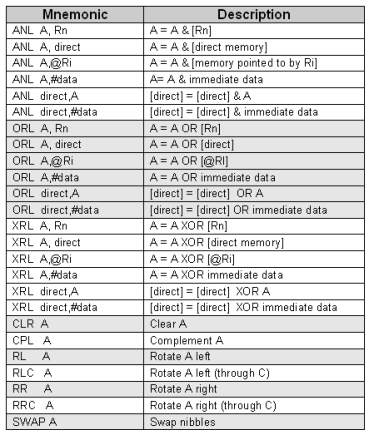 Mnemonic Description
ANL A, Rn A = A & [Rn]
ANL A, direct A = A & [direct memory]
ANL A,@Ri A = A & [memory pointed to by Ri]
ANL A,#data A= A & immediate data
ANL direct,A [direct] = [direct] & A
ANL direct,#data [direct] = [direct] & immediate data
ORL A, Rn A = A OR [Rn]
ORL A, direct A = A OR [direct]
ORL A,@Ri A = A OR [@RI]
ORL A,#data A = A OR immediate data
ORL direct,A [direct] = [direct] OR A
ORL direct,#data [direct] = [direct] OR immediate data
XRL A, Rn A = A XOR [Rn]
XRL A, direct A = A XOR [direct memory]
XRL A,@Ri A = A XOR [@Ri]
XRL A,#data A = A XOR immediate data
XRL direct,A [direct] = [direct] XOR A
XRL direct,#data [direct] = [direct] XOR immediate data
CLR A Clear A
CPL A Complement A
RL A Rotate A left
RLC A Rotate A left (through C)
RR A Rotate A right
RRC A Rotate A right (through C)
SWAP A Swap nibbles